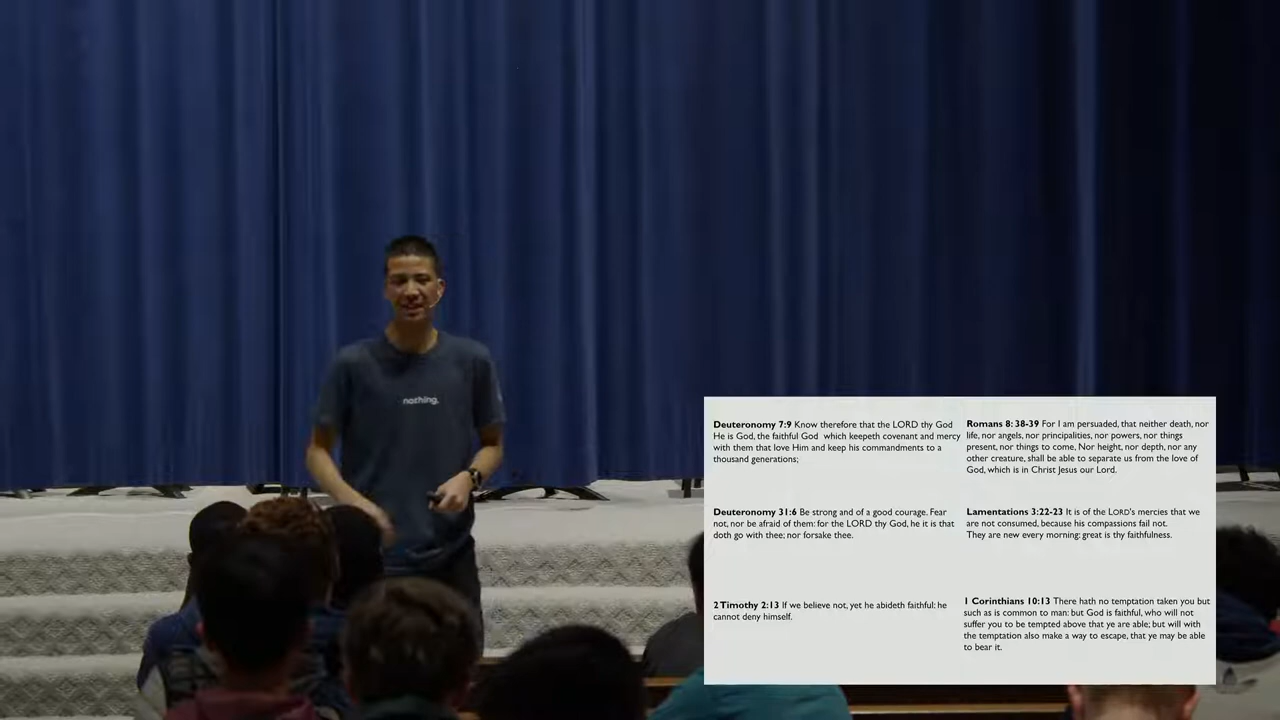 nothing.
Deuteronomy 7:9 Know therefore that the LORD thy God
He is God, the faithful God which keepeth covenant and mercy
with them that love Him and keep his commandments to a
thousand generations;
Deuteronomy 31:6 Be strong and of a good courage. Fear
not, nor be afraid of them: for the LORD thy God, he it is that
doth go with thee; nor forsake thee.
2 Timothy 2:13 If we believe not, yet he abideth faithful: he
cannot deny himself.
Romans 8: 38-39 For I am persuaded, that neither death, nor
life, nor angels, nor principalities, nor powers, nor things
present, nor things to come, Nor height, nor depth, nor any
other creature, shall be able to separate us from the love of
God, which is in Christ Jesus our Lord.
Lamentations 3:22-23 It is of the LORD's mercies that we
are not consumed, because his compassions fail not.
They are new every morning: great is thy faithfulness.
1 Corinthians 10:13 There hath no temptation taken you but
such as is common to man: but God is faithful, who will not
suffer you to be tempted above that ye are able; but will with
the temptation also make a way to escape, that ye may be able
to bear it.